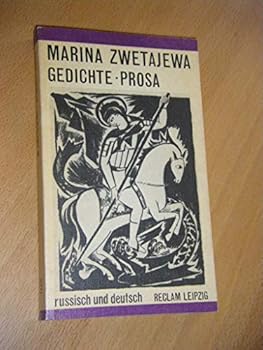 MARINA ZWETAJEWA
GEDICHTE · PROSA
russisch und deutsch RECLAM LEIPZIG